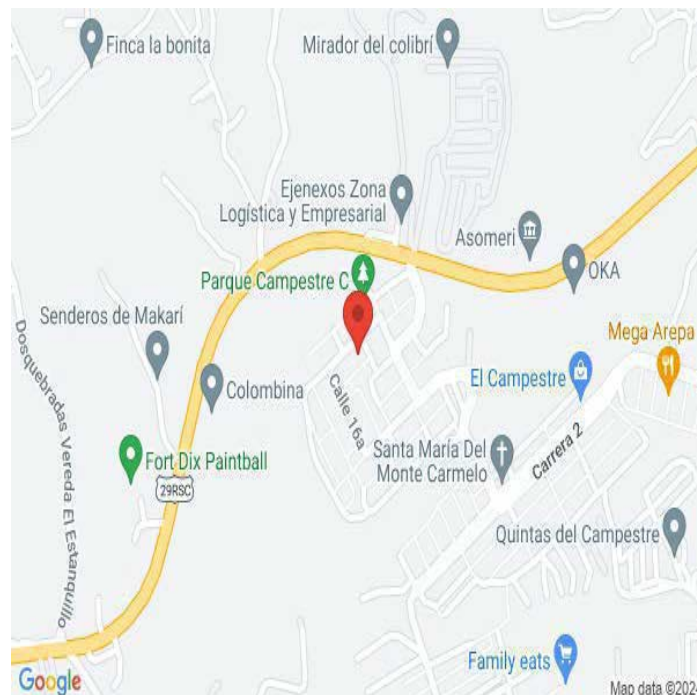 Finca la bonita
Mirador del colibrí
Ejenexos Zona
Logística y Empresarial
Asomeri
OKA
Parque Campestre C
Senderos de Makarí
Mega Arepa
El Campestre
Colombina
Calle 16a
Dosquebradas Vereda El Estanquillo
Santa María Del
Monte Carmelo
Carrera 2
Fort Dix Paintball
29RSC
Quintas del Campestre
Family eats
Google
Map data ©202